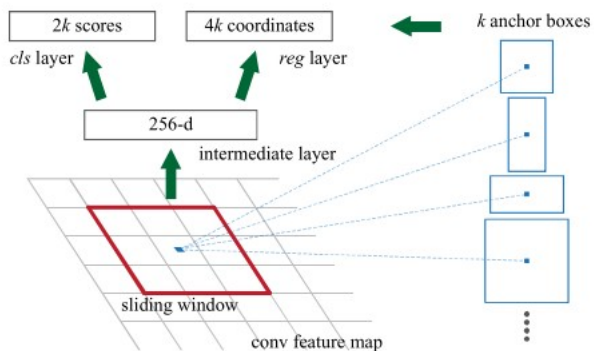 2k scores
4k coordinates
k anchor boxes
cls layer
reg layer
256-d
intermediate layer
sliding window
conv feature map